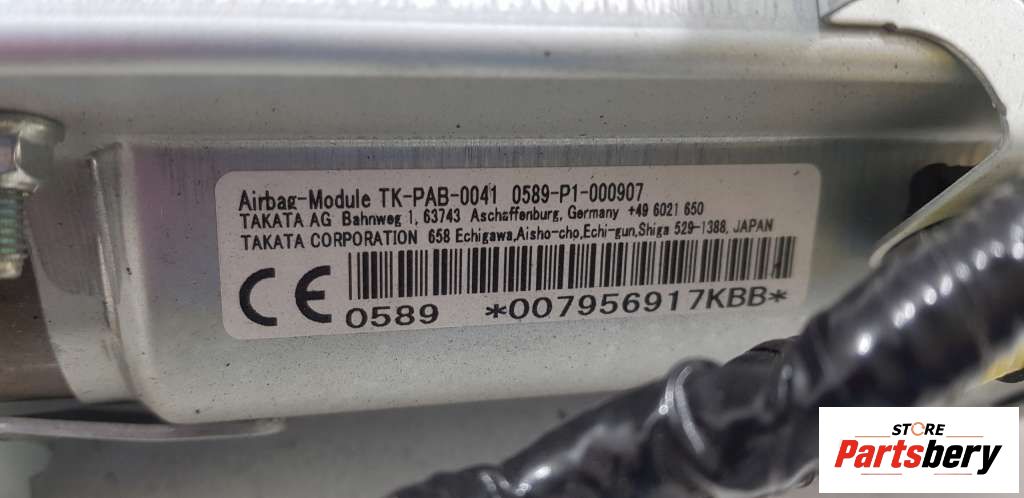 Airbag-Module TK-PAB-0041 0589-P1-000907
TAKATA AG Bahnweg 1, 63743 Aschaffenburg, Germany +49 6021 650
TAKATA CORPORATION 658 Echigawa,Aisho-cho,Echi-gun,Shiga 529-1388, JAPAN
CE 0589 *007956917KBB*
STORE
Partsbery